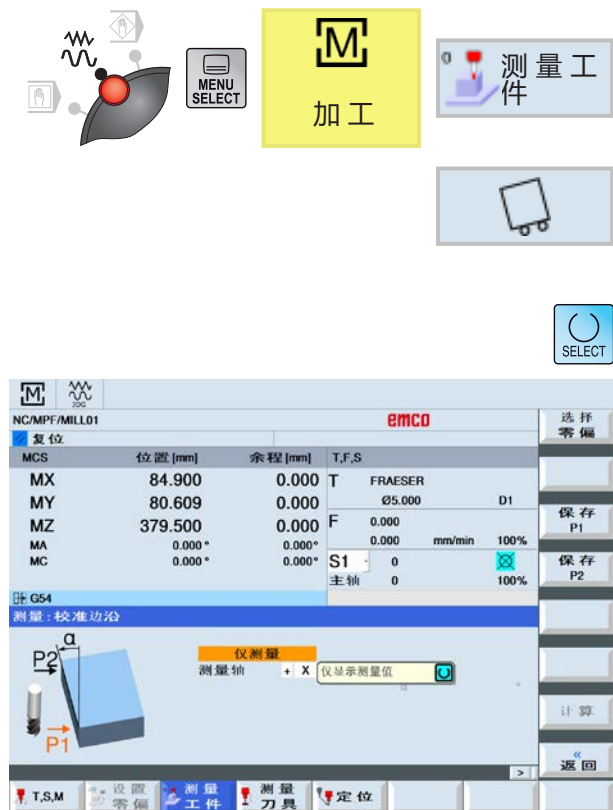 MENU
SELECT
M
加工
测量工
件
SELECT
M
JOG
NC/MPF/MILL01
emco
选择
零偏
复位
MCS 位置 [mm] 余程 [mm] T,F,S
MX 84.900 0.000 T FRAESER
MY 80.609 0.000 Ø5.000 D1
MZ 379.500 0.000 F 0.000
MA 0.000 ° 0.000° 0.000 mm/min 100%
MC 0.000 ° 0.000° S1 0
主轴 0 100%
保存
P1
保存
P2
G54
测量:校准边沿
α
P2
P1
仅测量
测量轴 + X 仅显示测量值
计算
«
返回
>
T,S,M
设置
零偏
测量
工件
测量
刀具
定位